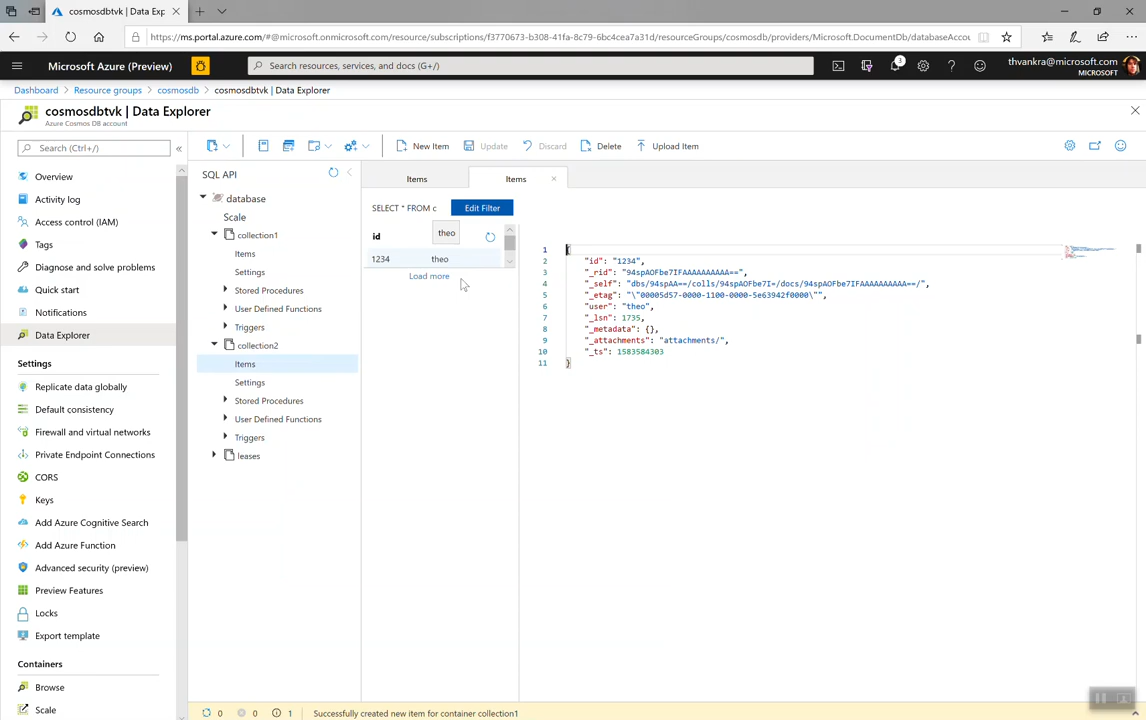 cosmosdbtvk | Data Exp
https://ms.portal.azure.com/#@microsoft.onmicrosoft.com/resource/subscriptions/f3770673-b308-41fa-8c79-6bc4cea7a31d/resourceGroups/cosmosdb/providers/Microsoft.DocumentDb/databaseAccou
Microsoft Azure (Preview)
Search resources, services, and docs (G+/)
3
thvankra@microsoft.com
MICROSOFT
Dashboard
Resource groups
cosmosdb
cosmosdbtvk | Data Explorer
cosmosdbtvk | Data Explorer
Azure Cosmos DB account
Search (Ctrl+/)
Overview
Activity log
Access control (IAM)
Tags
Diagnose and solve problems
Quick start
Notifications
Data Explorer
Settings
Replicate data globally
Default consistency
Firewall and virtual networks
Private Endpoint Connections
CORS
Keys
Add Azure Cognitive Search
Add Azure Function
Advanced security (preview)
Preview Features
Locks
Export template
Containers
Browse
Scale
New Item
Update
Discard
Delete
Upload Item
SQL API
database
Scale
collection1
Items
Settings
Stored Procedures
User Defined Functions
Triggers
collection2
Items
Settings
Stored Procedures
User Defined Functions
Triggers
leases
Items
Items
SELECT * FROM c
Edit Filter
id
theo
1234 theo
Load more
1 {
2 "id": "1234",
3 "_rid": "94spAOFbe7IFAAAAAAAAAA==",
4 "_self": "dbs/94spAA==/colls/94spAOFbe7I=/docs/94spAOFbe7IFAAAAAAAAAA==/",
5 "_etag": "\"00005d57-0000-1100-0000-5e63942f0000\"",
6 "user": "theo",
7 "_lsn": 1735,
8 "_metadata": {},
9 "_attachments": "attachments/",
10 "_ts": 1583584303
11 }
0 0 1 Successfully created new item for container collection1